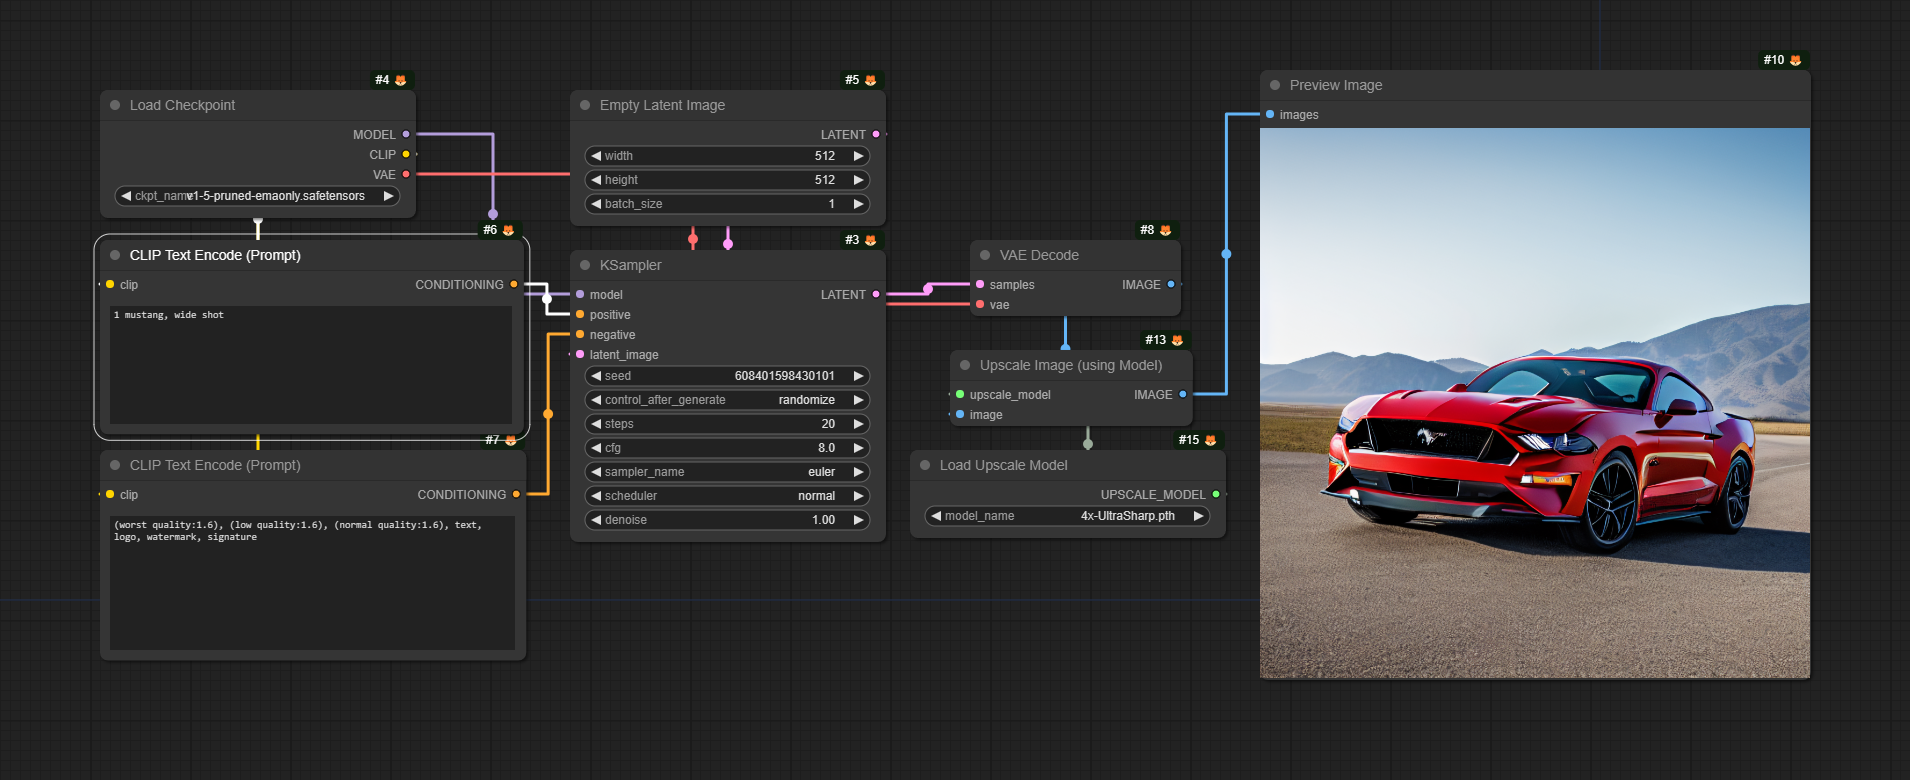 #4
Load Checkpoint
MODEL
CLIP
VAE
ckpt_name v1-5-pruned-emaonly.safetensors
#6
CLIP Text Encode (Prompt)
clip CONDITIONING
1 mustang, wide shot
#7
CLIP Text Encode (Prompt)
clip CONDITIONING
(worst quality:1.6), (low quality:1.6), (normal quality:1.6), text,
logo, watermark, signature
#5
Empty Latent Image
LATENT
width 512
height 512
batch_size 1
#3
KSampler
model LATENT
positive
negative
latent_image
seed 608401598430101
control_after_generate randomize
steps 20
cfg 8.0
sampler_name euler
scheduler normal
denoise 1.00
#8
VAE Decode
samples IMAGE
vae
#13
Upscale Image (using Model)
upscale_model IMAGE
image
#15
Load Upscale Model
UPSCALE_MODEL
model_name 4x-UltraSharp.pth
#10
Preview Image
images